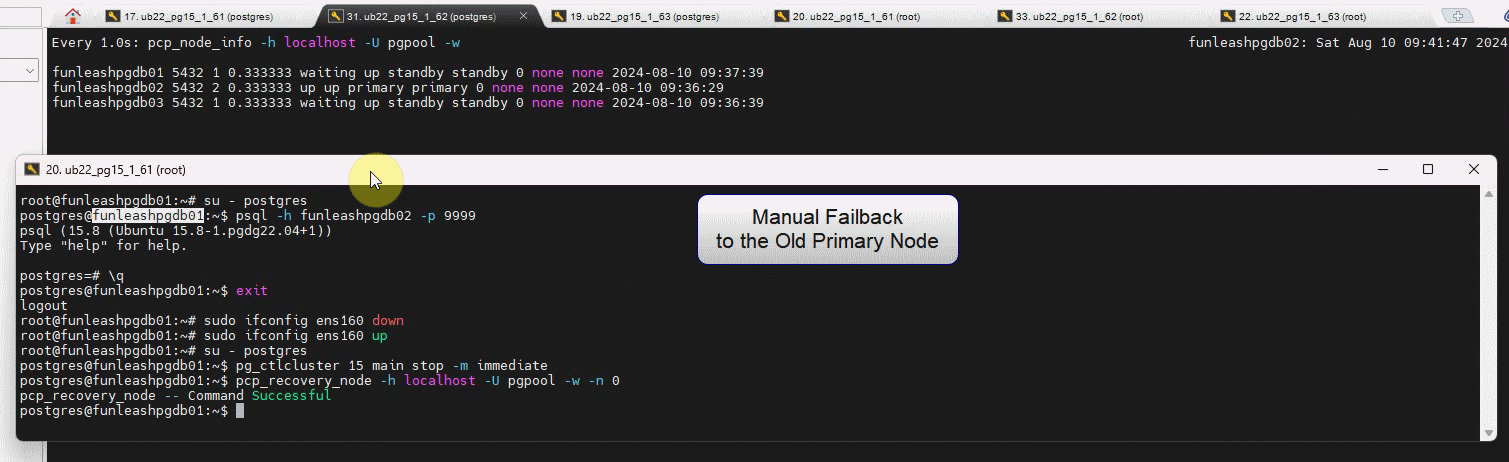 17. ub22_pg15_1_61 (postgres)
31. ub22_pg15_1_62 (postgres)
19. ub22_pg15_1_63 (postgres)
20. ub22_pg15_1_61 (root)
33. ub22_pg15_1_62 (root)
22. ub22_pg15_1_63 (root)
Every 1.0s: pcp_node_info -h localhost -U pgpool -w
funleashpgdb02: Sat Aug 10 09:41:47 2024
funleashpgdb01 5432 1 0.333333 waiting up standby standby 0 none none 2024-08-10 09:37:39
funleashpgdb02 5432 2 0.333333 up up primary primary 0 none none 2024-08-10 09:36:29
funleashpgdb03 5432 1 0.333333 waiting up standby standby 0 none none 2024-08-10 09:36:39
20. ub22_pg15_1_61 (root)
root@funleashpgdb01:~# su - postgres
postgres@funleashpgdb01:~$ psql -h funleashpgdb02 -p 9999
psql (15.8 (Ubuntu 15.8-1.pgdg22.04+1))
Type "help" for help.
postgres=# \q
postgres@funleashpgdb01:~$ exit
logout
root@funleashpgdb01:~# sudo ifconfig ens160 down
root@funleashpgdb01:~# sudo ifconfig ens160 up
root@funleashpgdb01:~# su - postgres
postgres@funleashpgdb01:~$ pg_ctlcluster 15 main stop -m immediate
postgres@funleashpgdb01:~$ pcp_recovery_node -h localhost -U pgpool -w -n 0
pcp_recovery_node -- Command Successful
postgres@funleashpgdb01:~$
Manual Failback
to the Old Primary Node